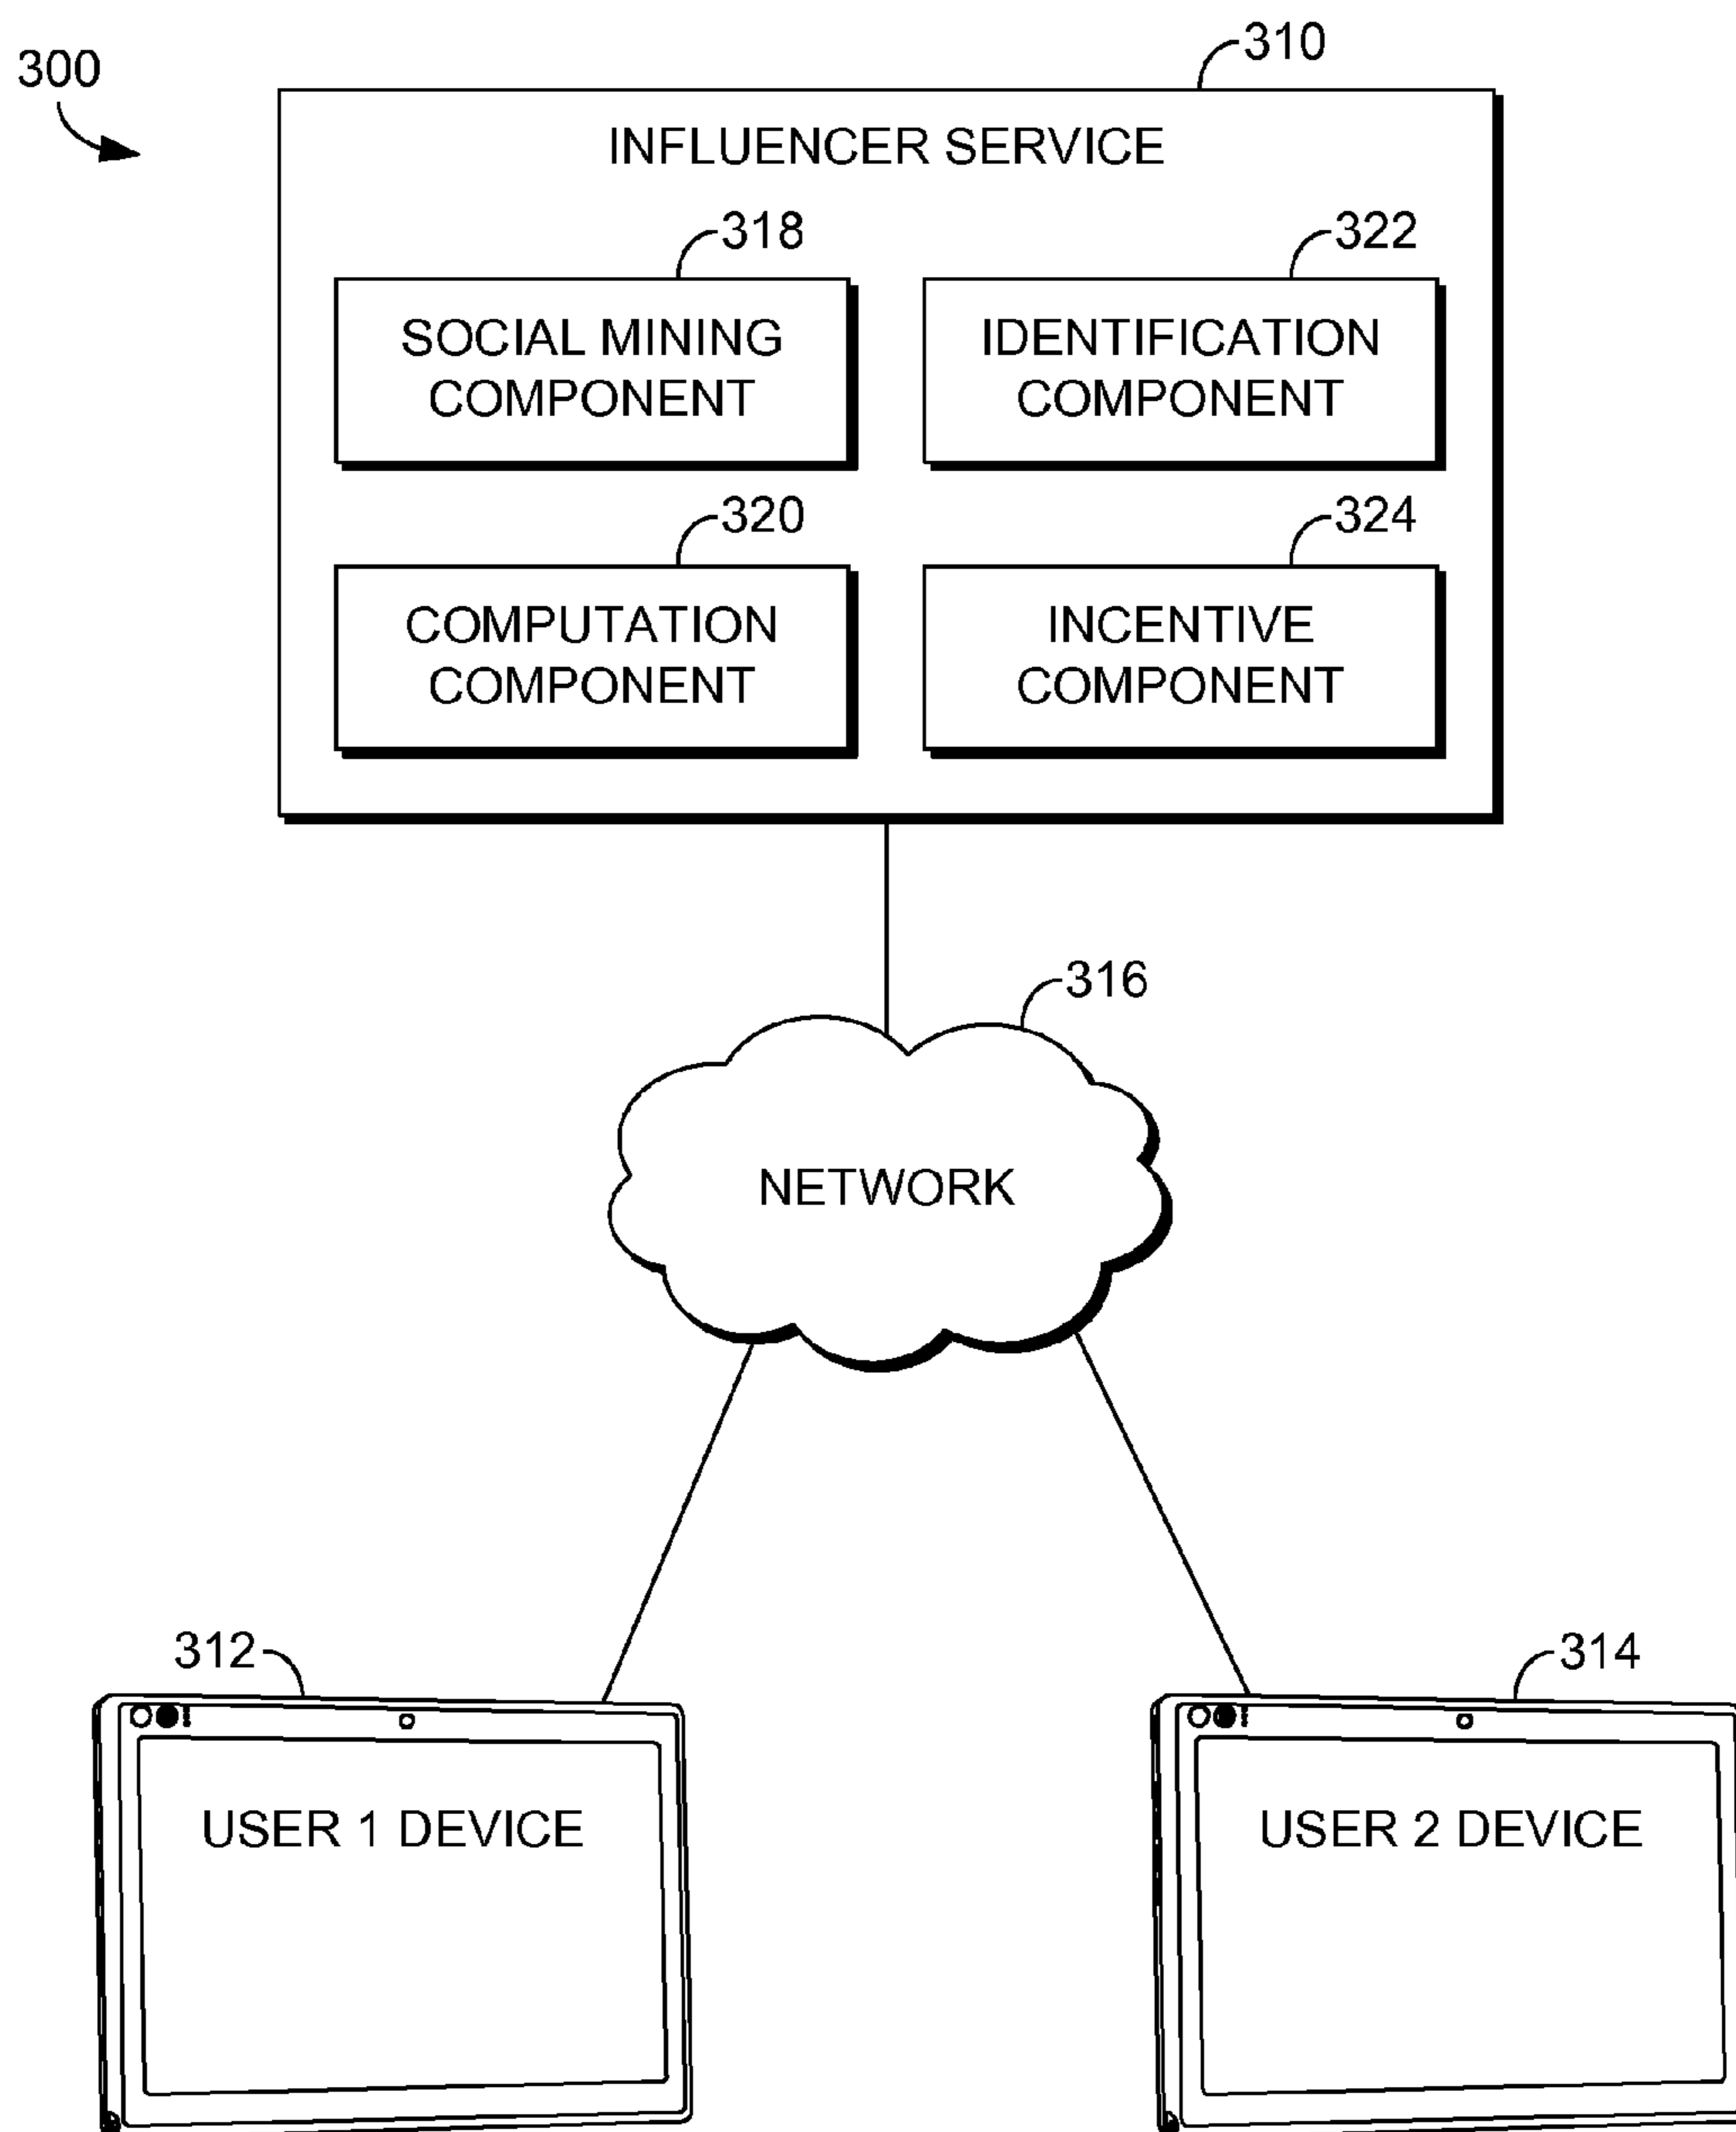 300
310
INFLUENCER SERVICE
318
322
SOCIAL MINING
COMPONENT
IDENTIFICATION
COMPONENT
320
324
COMPUTATION
COMPONENT
INCENTIVE
COMPONENT
316
NETWORK
312
314
USER 1 DEVICE
USER 2 DEVICE